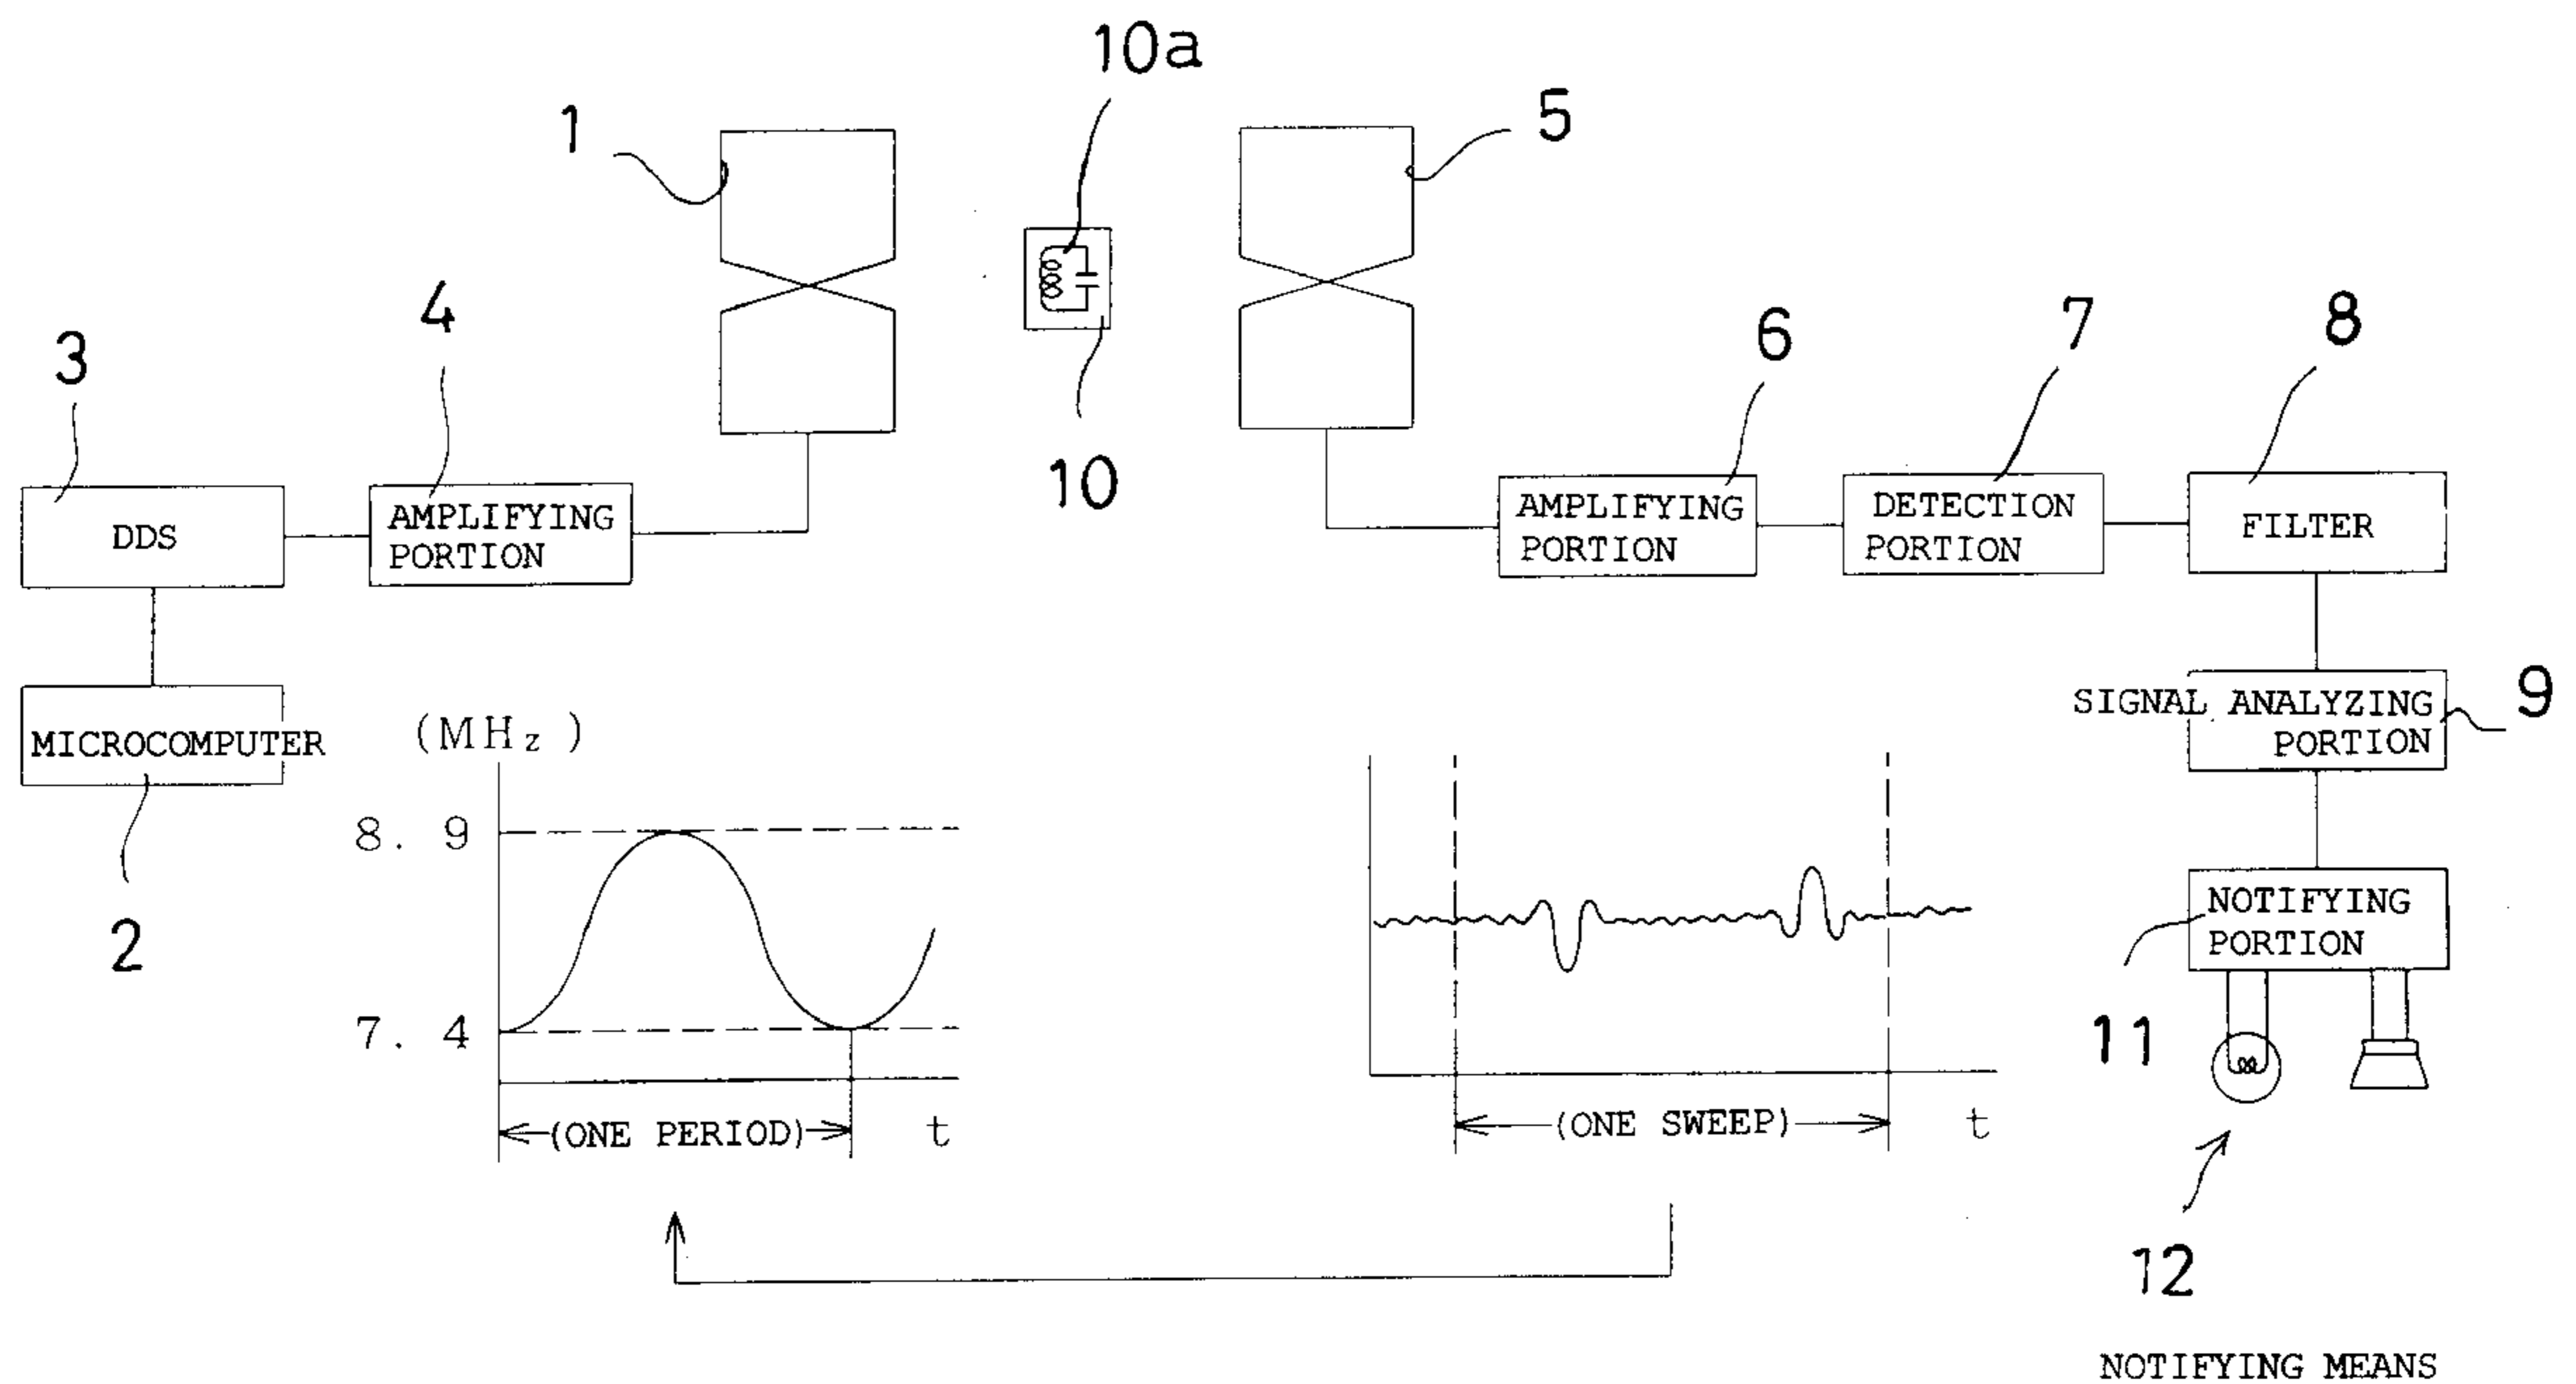 10a
1
5
10
3
4
6
7
8
DDS
AMPLIFYING
PORTION
AMPLIFYING
PORTION
DETECTION
PORTION
FILTER
MICROCOMPUTER
2
SIGNAL ANALYZING
PORTION
9
(MHz)
8. 9
7. 4
(ONE PERIOD)
t
(ONE SWEEP)
t
NOTIFYING
PORTION
11
12
NOTIFYING MEANS